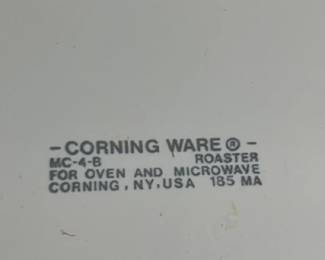 - CORNING WARE ® -
MC-4-B ROASTER
FOR OVEN AND MICROWAVE
CORNING, NY, USA 185 MA